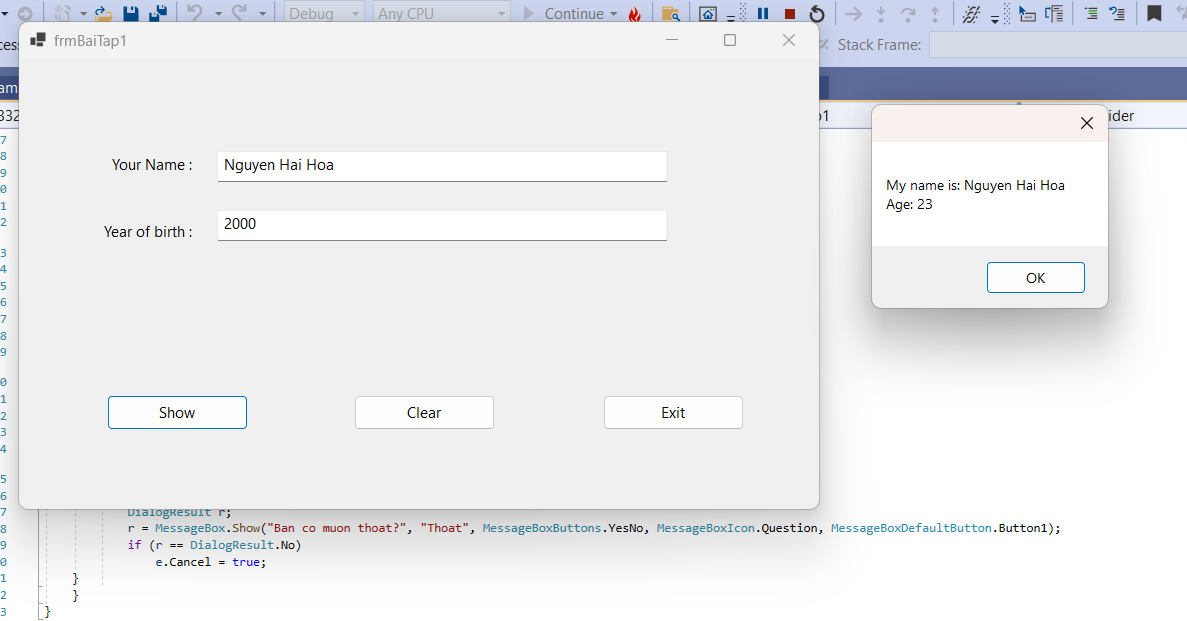 Debug
Any CPU
Continue
frmBaiTap1
Stack Frame:
Your Name :
Nguyen Hai Hoa
Year of birth :
2000
Show
Clear
Exit
My name is: Nguyen Hai Hoa
Age: 23
OK
DialogResult r;
r = MessageBox.Show("Ban co muon thoat?", "Thoat", MessageBoxButtons.YesNo, MessageBoxIcon.Question, MessageBoxDefaultButton.Button1);
if (r == DialogResult.No)
e.Cancel = true;
}
}
}